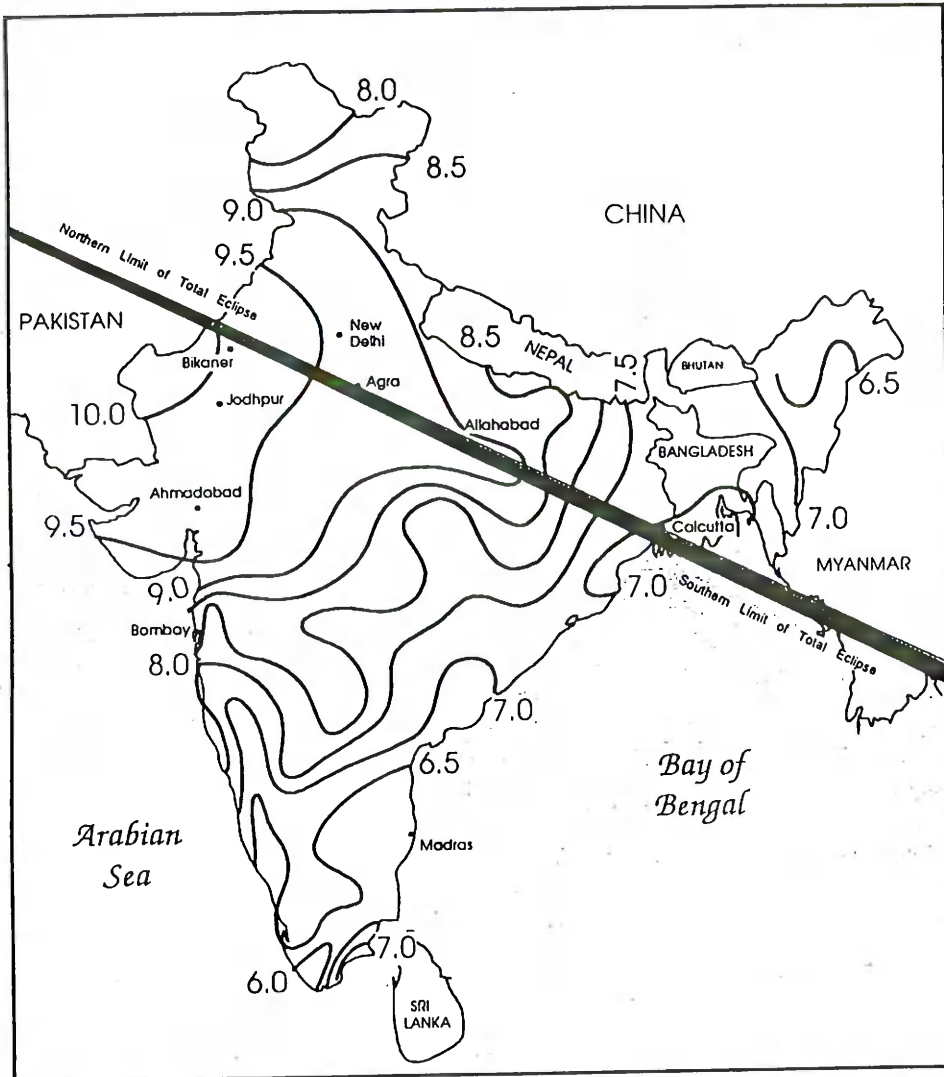 8.0
8.5
CHINA
9.0
Northern Limit of Total Eclipse
9.5
PAKISTAN
New
Delhi
8.5
NEPAL
7.5
BHUTAN
Bikaner
Agra
6.5
10.0
Jodhpur
Allahabad
BANGLADESH
Ahmadabad
9.5
Calcutta
7.0
MYANMAR
9.0
7.0
Southern Limit of Total Eclipse
Bombay
8.0
7.0
6.5
Bay of
Bengal
Arabian
Sea
Madras
7.0
6.0
SRI
LANKA